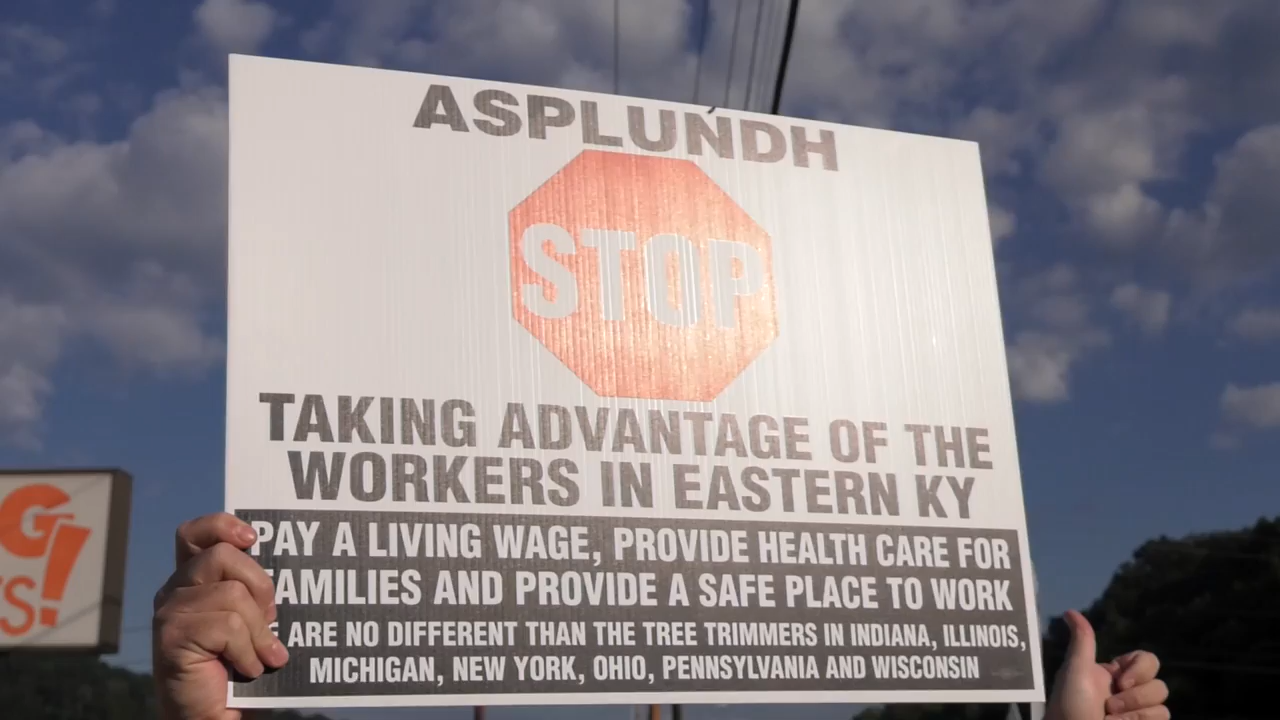 ASPLUNDH
STOP
TAKING ADVANTAGE OF THE
WORKERS IN EASTERN KY
PAY A LIVING WAGE, PROVIDE HEALTH CARE FOR
FAMILIES AND PROVIDE A SAFE PLACE TO WORK
ARE NO DIFFERENT THAN THE TREE TRIMMERS IN INDIANA, ILLINOIS,
MICHIGAN, NEW YORK, OHIO, PENNSYLVANIA AND WISCONSIN